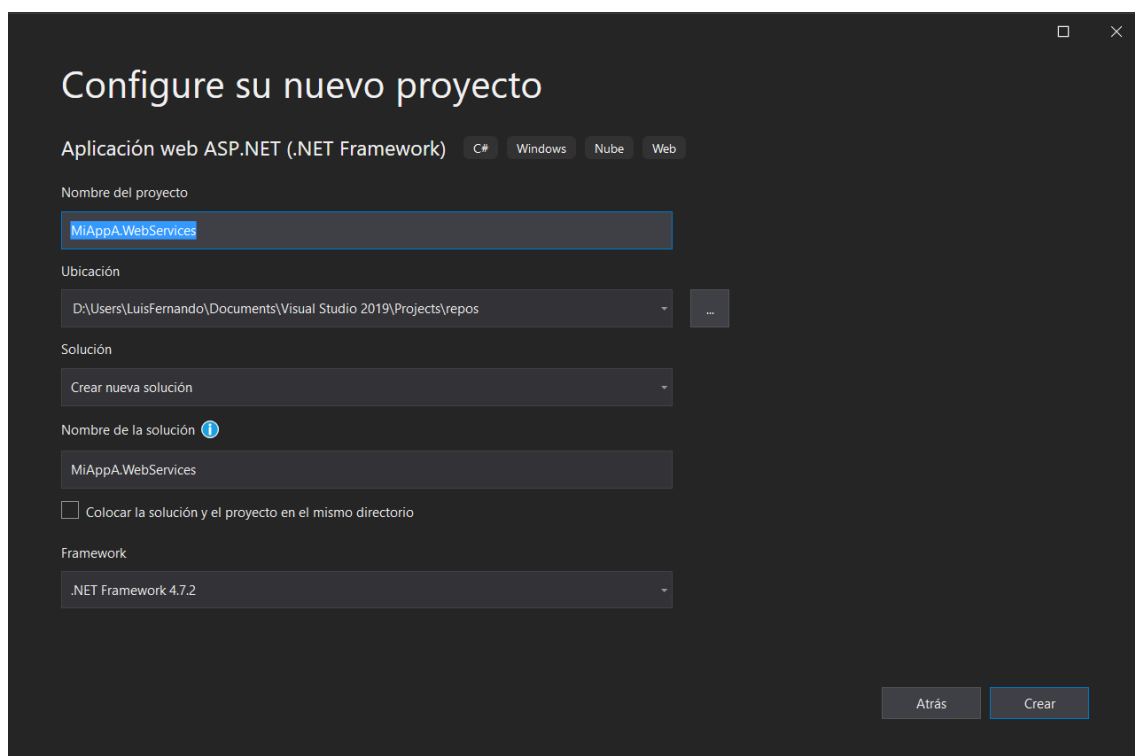 Configure su nuevo proyecto
Aplicación web ASP.NET (.NET Framework) C# Windows Nube Web
Nombre del proyecto
MiAppA.WebServices
Ubicación
D:\Users\LuisFernando\Documents\Visual Studio 2019\Projects\repos
...
Solución
Crear nueva solución
Nombre de la solución
MiAppA.WebServices
Colocar la solución y el proyecto en el mismo directorio
Framework
.NET Framework 4.7.2
Atrás Crear